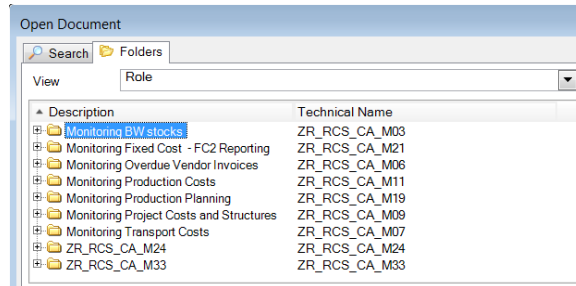 Open Document
Search Folders
View Role
Description Technical Name
Monitoring BW stocks ZR_RCS_CA_M03
Monitoring Fixed Cost - FC2 Reporting ZR_RCS_CA_M21
Monitoring Overdue Vendor Invoices ZR_RCS_CA_M06
Monitoring Production Costs ZR_RCS_CA_M11
Monitoring Production Planning ZR_RCS_CA_M19
Monitoring Project Costs and Structures ZR_RCS_CA_M09
Monitoring Transport Costs ZR_RCS_CA_M07
ZR_RCS_CA_M24 ZR_RCS_CA_M24
ZR_RCS_CA_M33 ZR_RCS_CA_M33